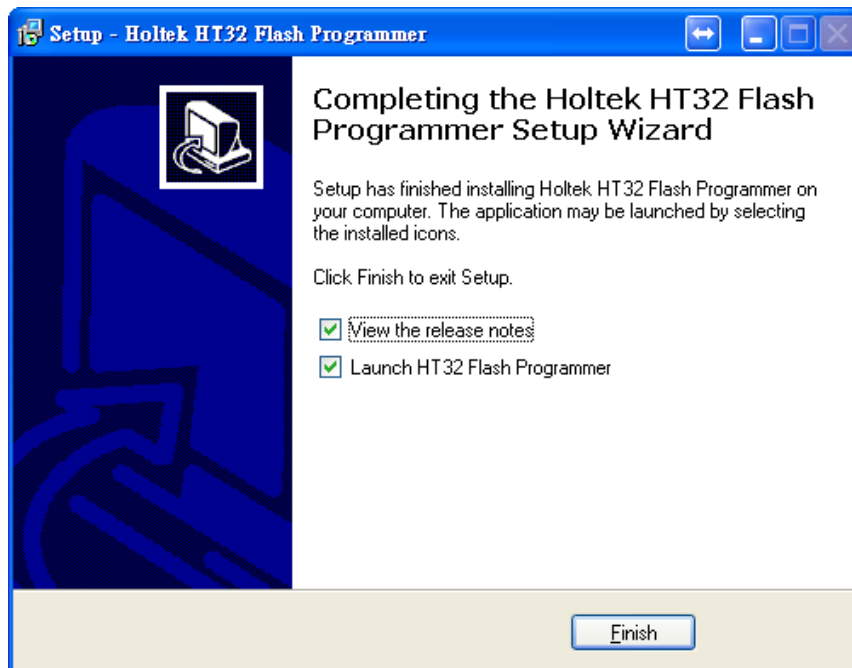 Setup - Holtek HT32 Flash Programmer
Completing the Holtek HT32 Flash
Programmer Setup Wizard
Setup has finished installing Holtek HT32 Flash Programmer on
your computer. The application may be launched by selecting
the installed icons.
Click Finish to exit Setup.
View the release notes
Launch HT32 Flash Programmer
Finish